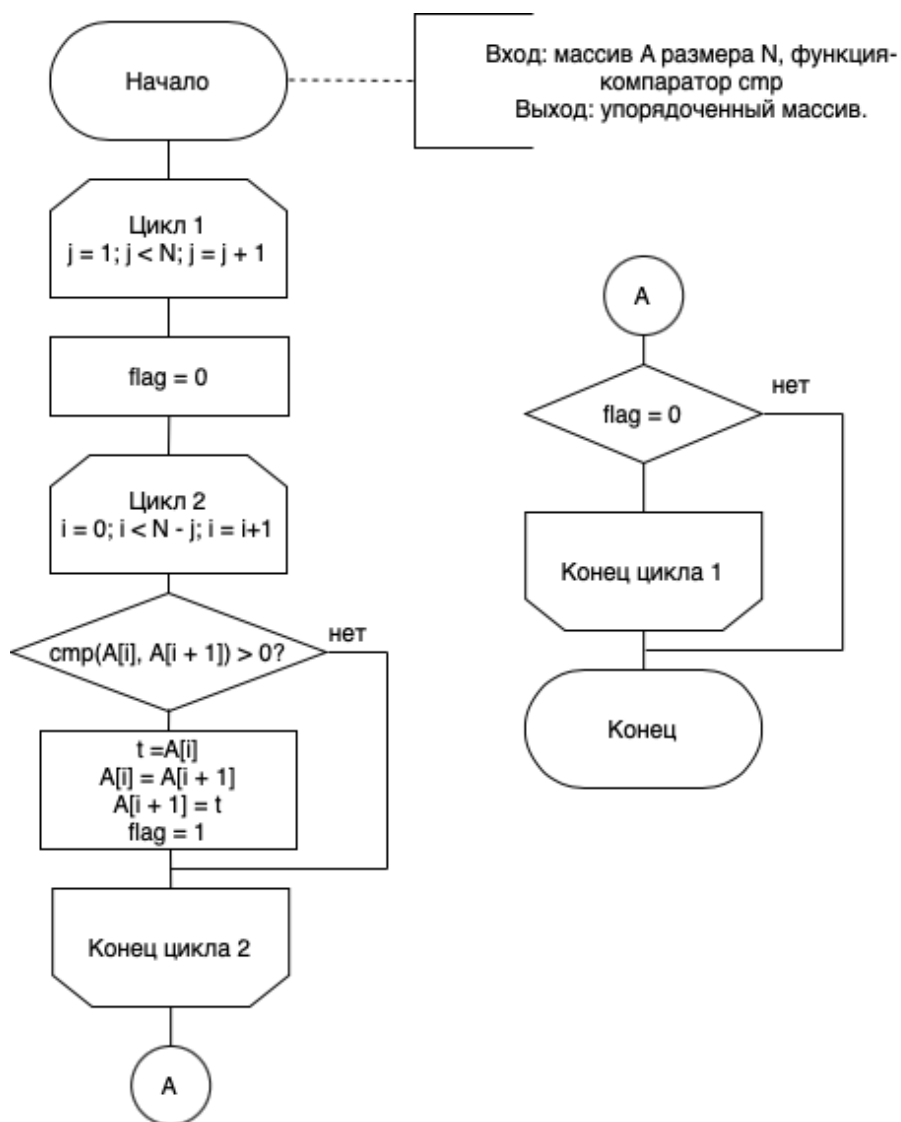 Начало
Вход: массив A размера N, функция-
компаратор cmp
Выход: упорядоченный массив.
Цикл 1
j = 1; j < N; j = j + 1
flag = 0
Цикл 2
i = 0; i < N - j; i = i+1
cmp(A[i], A[i + 1]) > 0?
нет
t =A[i]
A[i] = A[i + 1]
A[i + 1] = t
flag = 1
Конец цикла 2
A
A
flag = 0
нет
Конец цикла 1
Конец